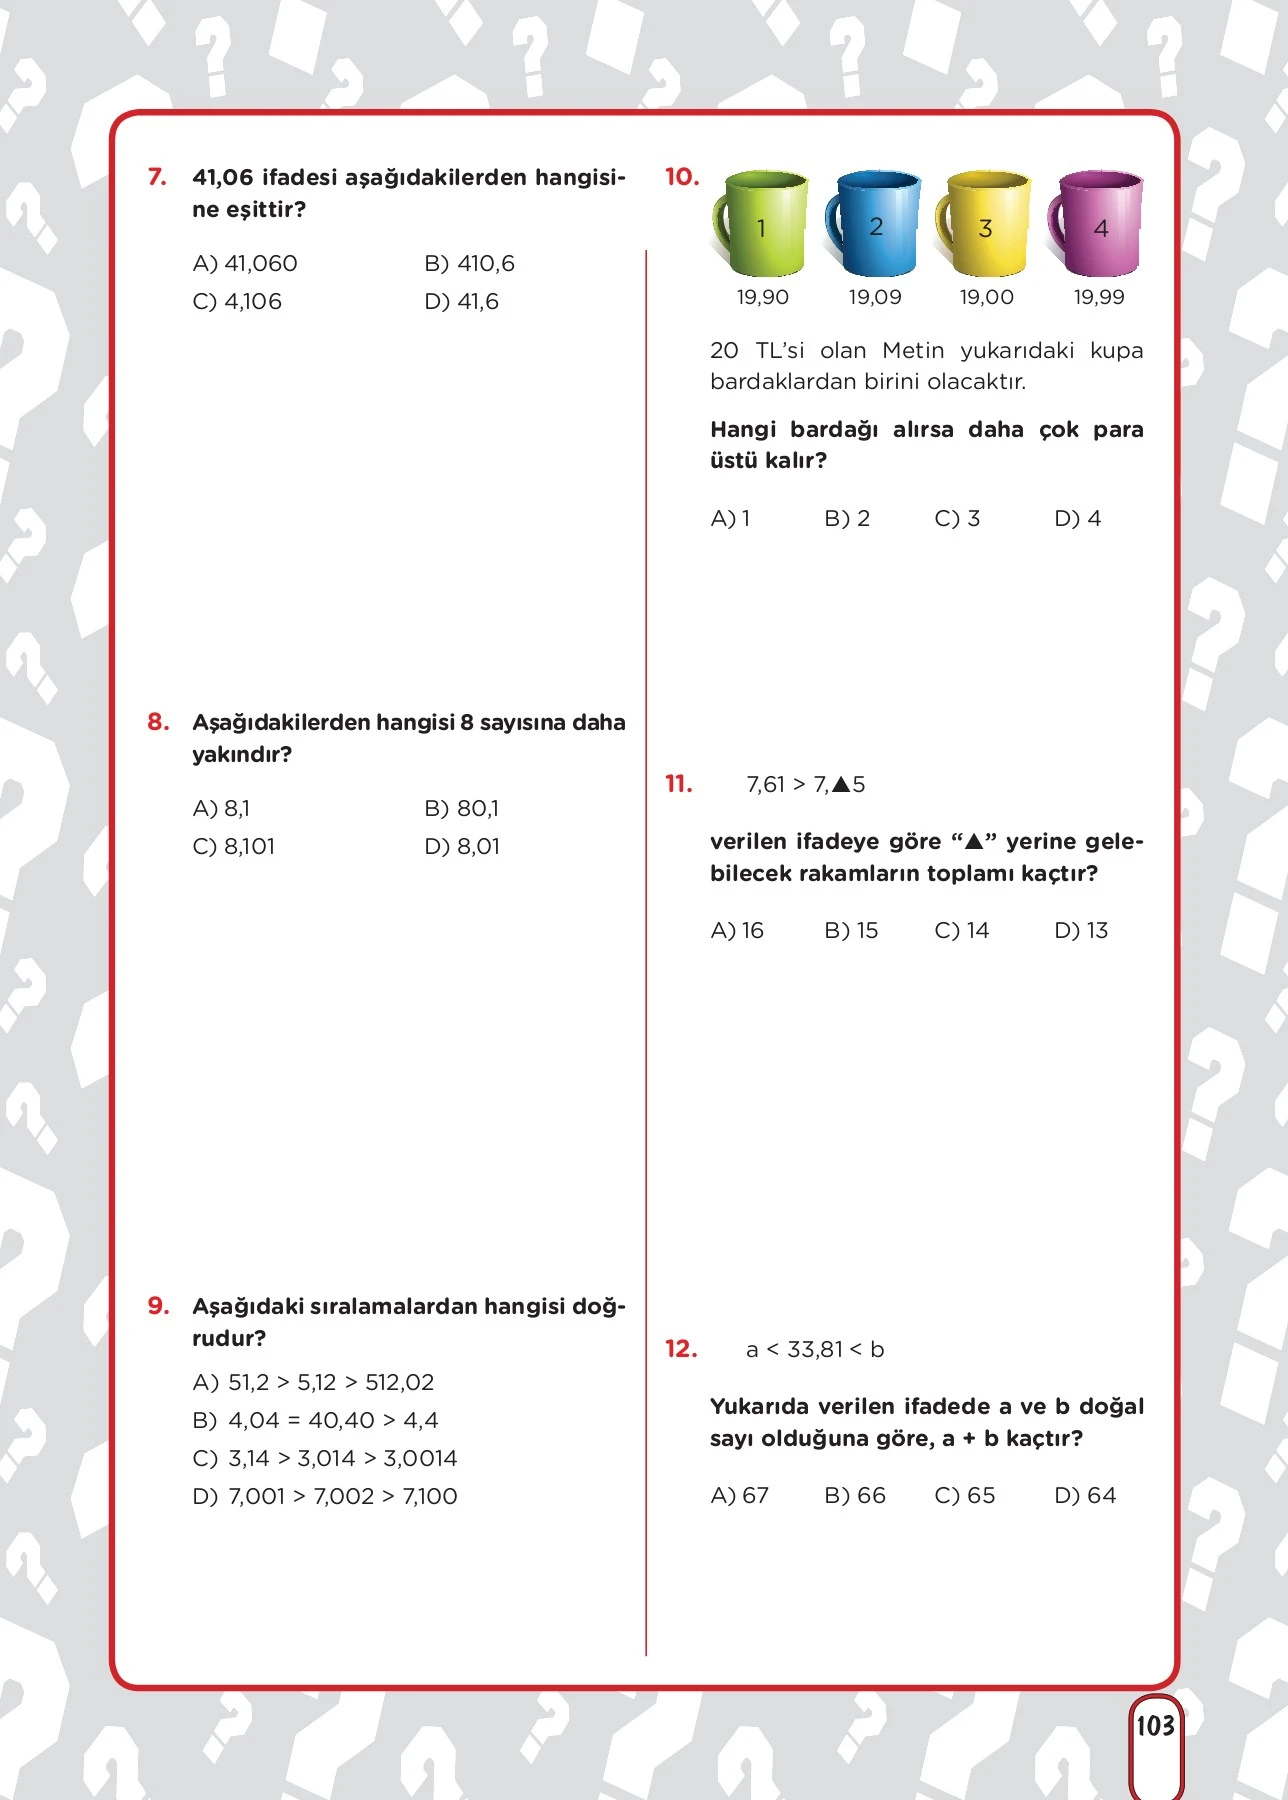 7. 41,06 ifadesi aşağıdakilerden hangisi-
ne eşittir?
A) 41,060 B) 410,6
C) 4,106 D) 41,6
8. Aşağıdakilerden hangisi 8 sayısına daha
yakındır?
A) 8,1 B) 80,1
C) 8,101 D) 8,01
9. Aşağıdaki sıralamalardan hangisi doğ-
rudur?
A) 51,2 > 5,12 > 512,02
B) 4,04 = 40,40 > 4,4
C) 3,14 > 3,014 > 3,0014
D) 7,001 > 7,002 > 7,100
10. 1 2 3 4
19,90 19,09 19,00 19,99
20 TL’si olan Metin yukarıdaki kupa
bardaklardan birini olacaktır.
Hangi bardağı alırsa daha çok para
üstü kalır?
A) 1 B) 2 C) 3 D) 4
11. 7,61 > 7,▲5
verilen ifadeye göre “▲” yerine gele-
bilecek rakamların toplamı kaçtır?
A) 16 B) 15 C) 14 D) 13
12. a < 33,81 < b
Yukarıda verilen ifadede a ve b doğal
sayı olduğuna göre, a + b kaçtır?
A) 67 B) 66 C) 65 D) 64
103